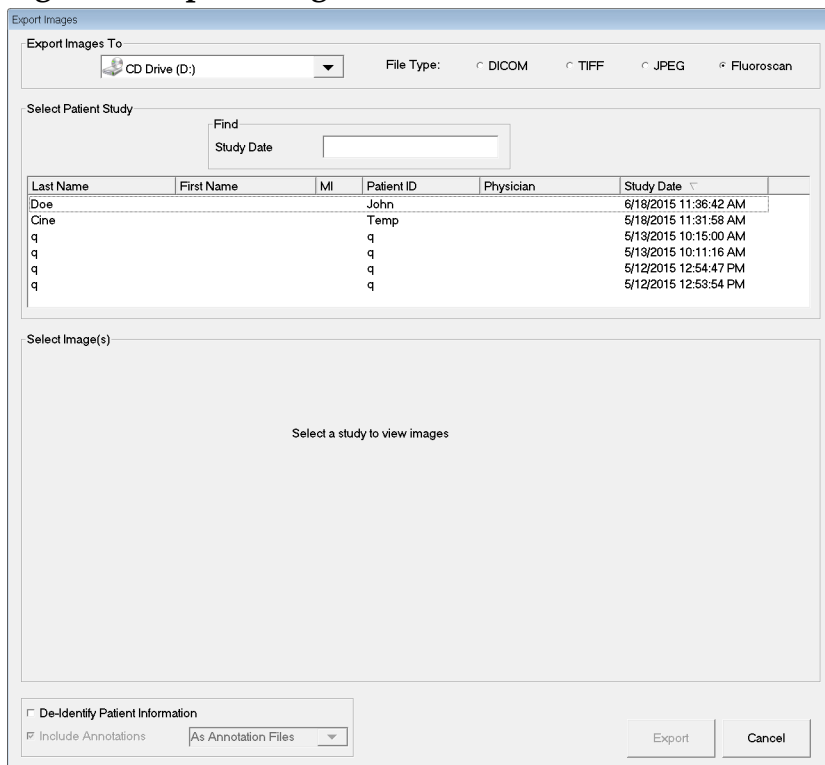 Export Images
Export Images To
CD Drive (D:) File Type: DICOM TIFF JPEG Fluoroscan
Select Patient Study
Find
Study Date
Last Name First Name MI Patient ID Physician Study Date
Doe John 6/18/2015 11:36:42 AM
Cine Temp 5/18/2015 11:31:58 AM
q q 5/13/2015 10:15:00 AM
q q 5/13/2015 10:11:16 AM
q q 5/12/2015 12:54:47 PM
q q 5/12/2015 12:53:54 PM
Select Image(s)
Select a study to view images
De-Identify Patient Information
Include Annotations As Annotation Files
Export Cancel